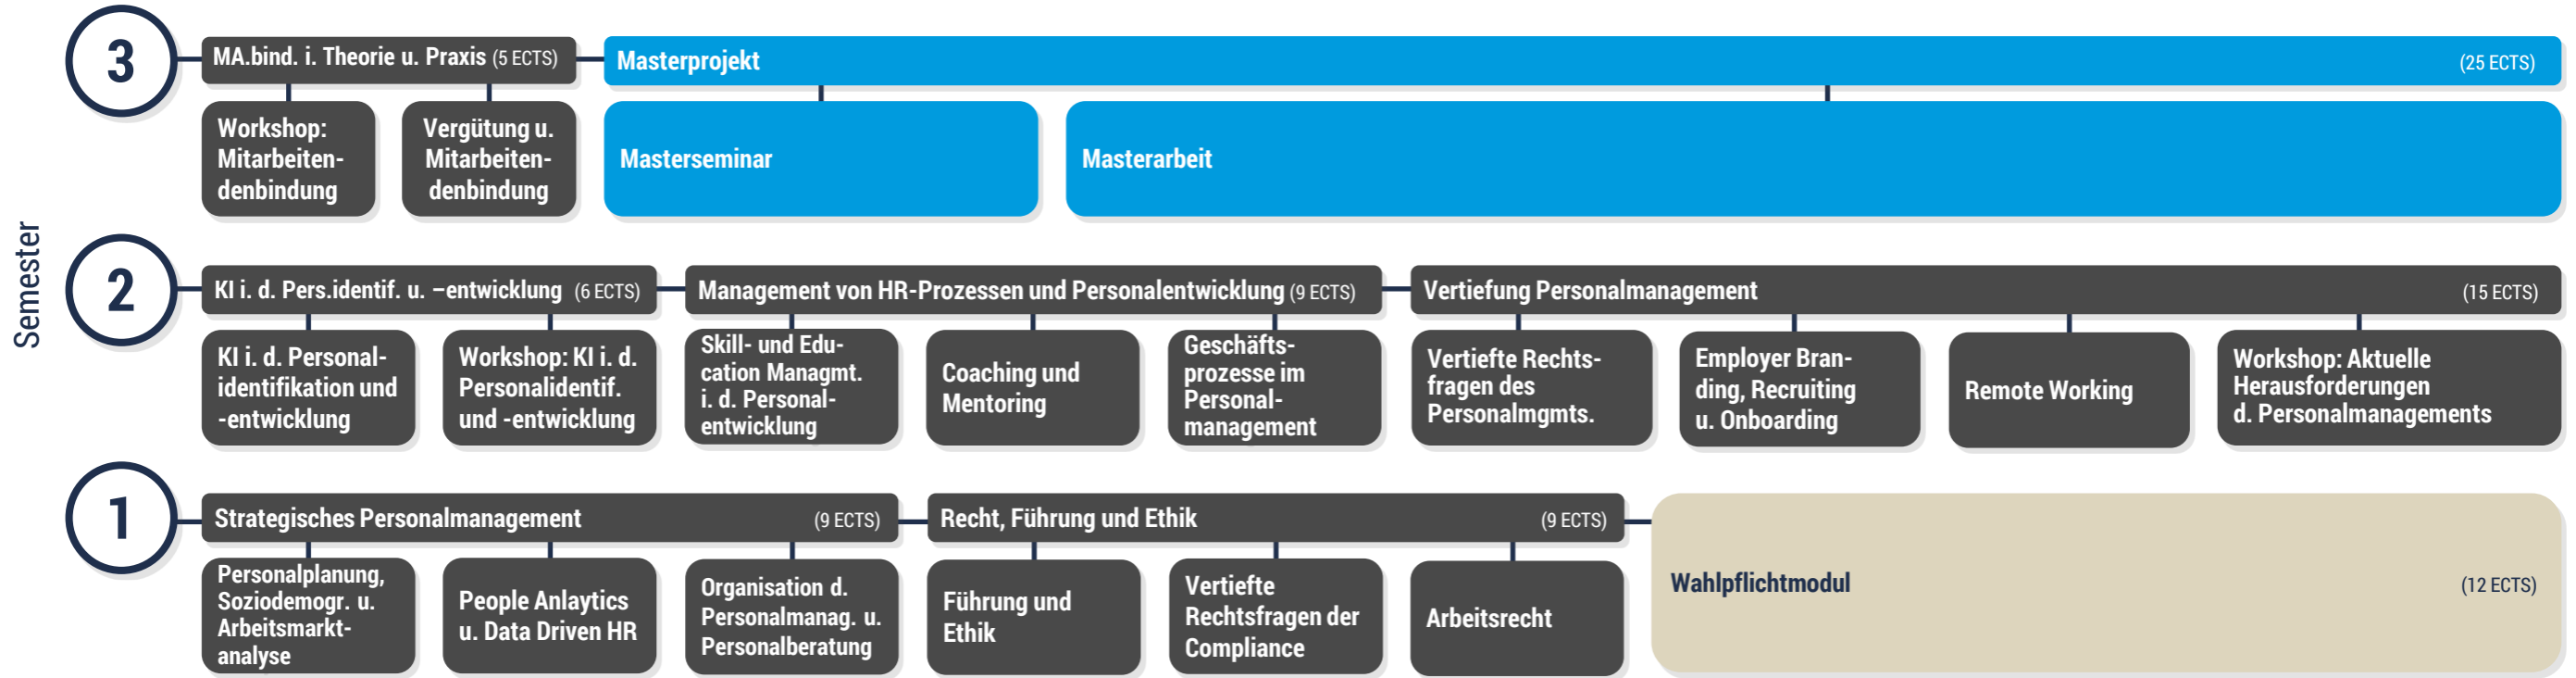 Semester
3
MA.bind. i. Theorie u. Praxis (5 ECTS)
Masterprojekt
(25 ECTS)
Workshop:
Mitarbeiten-
denbindung
Vergütung u.
Mitarbeiten-
denbindung
Masterseminar
Masterarbeit
2
KI i. d. Pers.identif. u. –entwicklung (6 ECTS)
Management von HR-Prozessen und Personalentwicklung (9 ECTS)
Vertiefung Personalmanagement
(15 ECTS)
KI i. d. Personal-
identifikation und
-entwicklung
Workshop: KI i. d.
Personalidentif.
und -entwicklung
Skill- und Edu-
cation Managmt.
i. d. Personal-
entwicklung
Coaching und
Mentoring
Geschäfts-
prozesse im
Personal-
management
Vertiefte Rechts-
fragen des
Personalmgmts.
Employer Bran-
ding, Recruiting
u. Onboarding
Remote Working
Workshop: Aktuelle
Herausforderungen
d. Personalmanagements
1
Strategisches Personalmanagement
(9 ECTS)
Recht, Führung und Ethik
(9 ECTS)
Personalplanung,
Soziodemogr. u.
Arbeitsmarkt-
analyse
People Anlaytics
u. Data Driven HR
Organisation d.
Personalmanag. u.
Personalberatung
Führung und
Ethik
Vertiefte
Rechtsfragen der
Compliance
Arbeitsrecht
Wahlpflichtmodul
(12 ECTS)